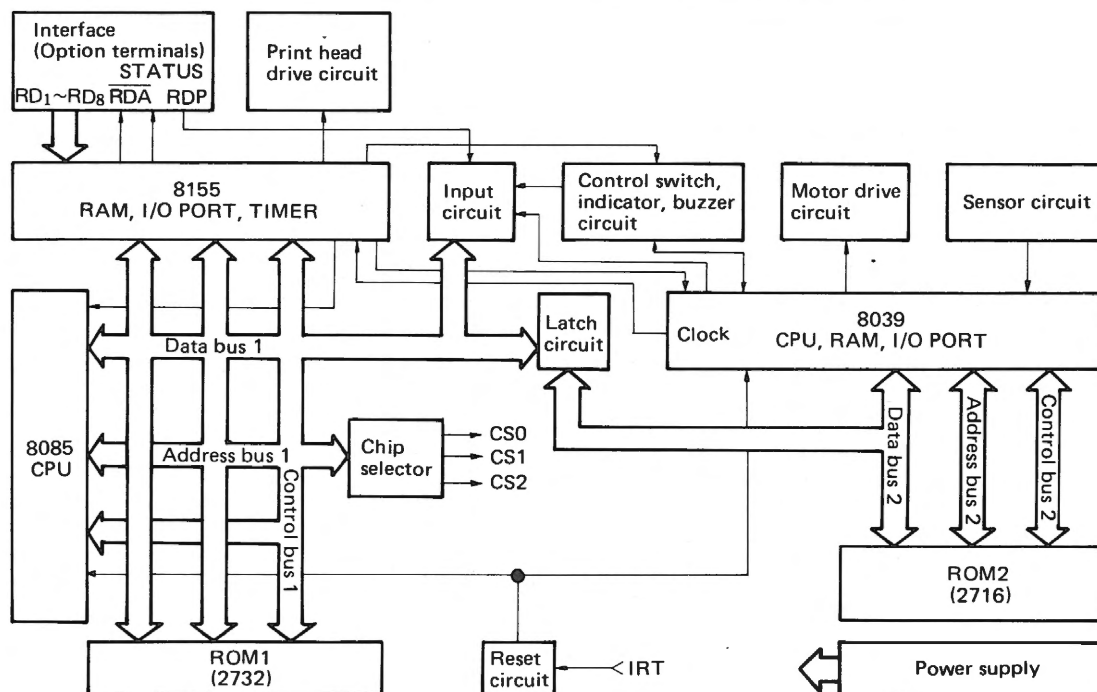 Interface
(Option terminals)
STATUS
RD₁~RD₈ R̅D̅A̅ RDP
Print head
drive circuit
8155
RAM, I/O PORT, TIMER
Input
circuit
Control switch,
indicator, buzzer
circuit
Motor drive
circuit
Sensor circuit
8085
CPU
Data bus 1
Latch
circuit
Clock
8039
CPU, RAM, I/O PORT
Address bus 1
Control bus 1
Chip
selector
CS0
CS1
CS2
Data bus 2
Address bus 2
Control bus 2
ROM1
(2732)
Reset
circuit
IRT
ROM2
(2716)
Power supply